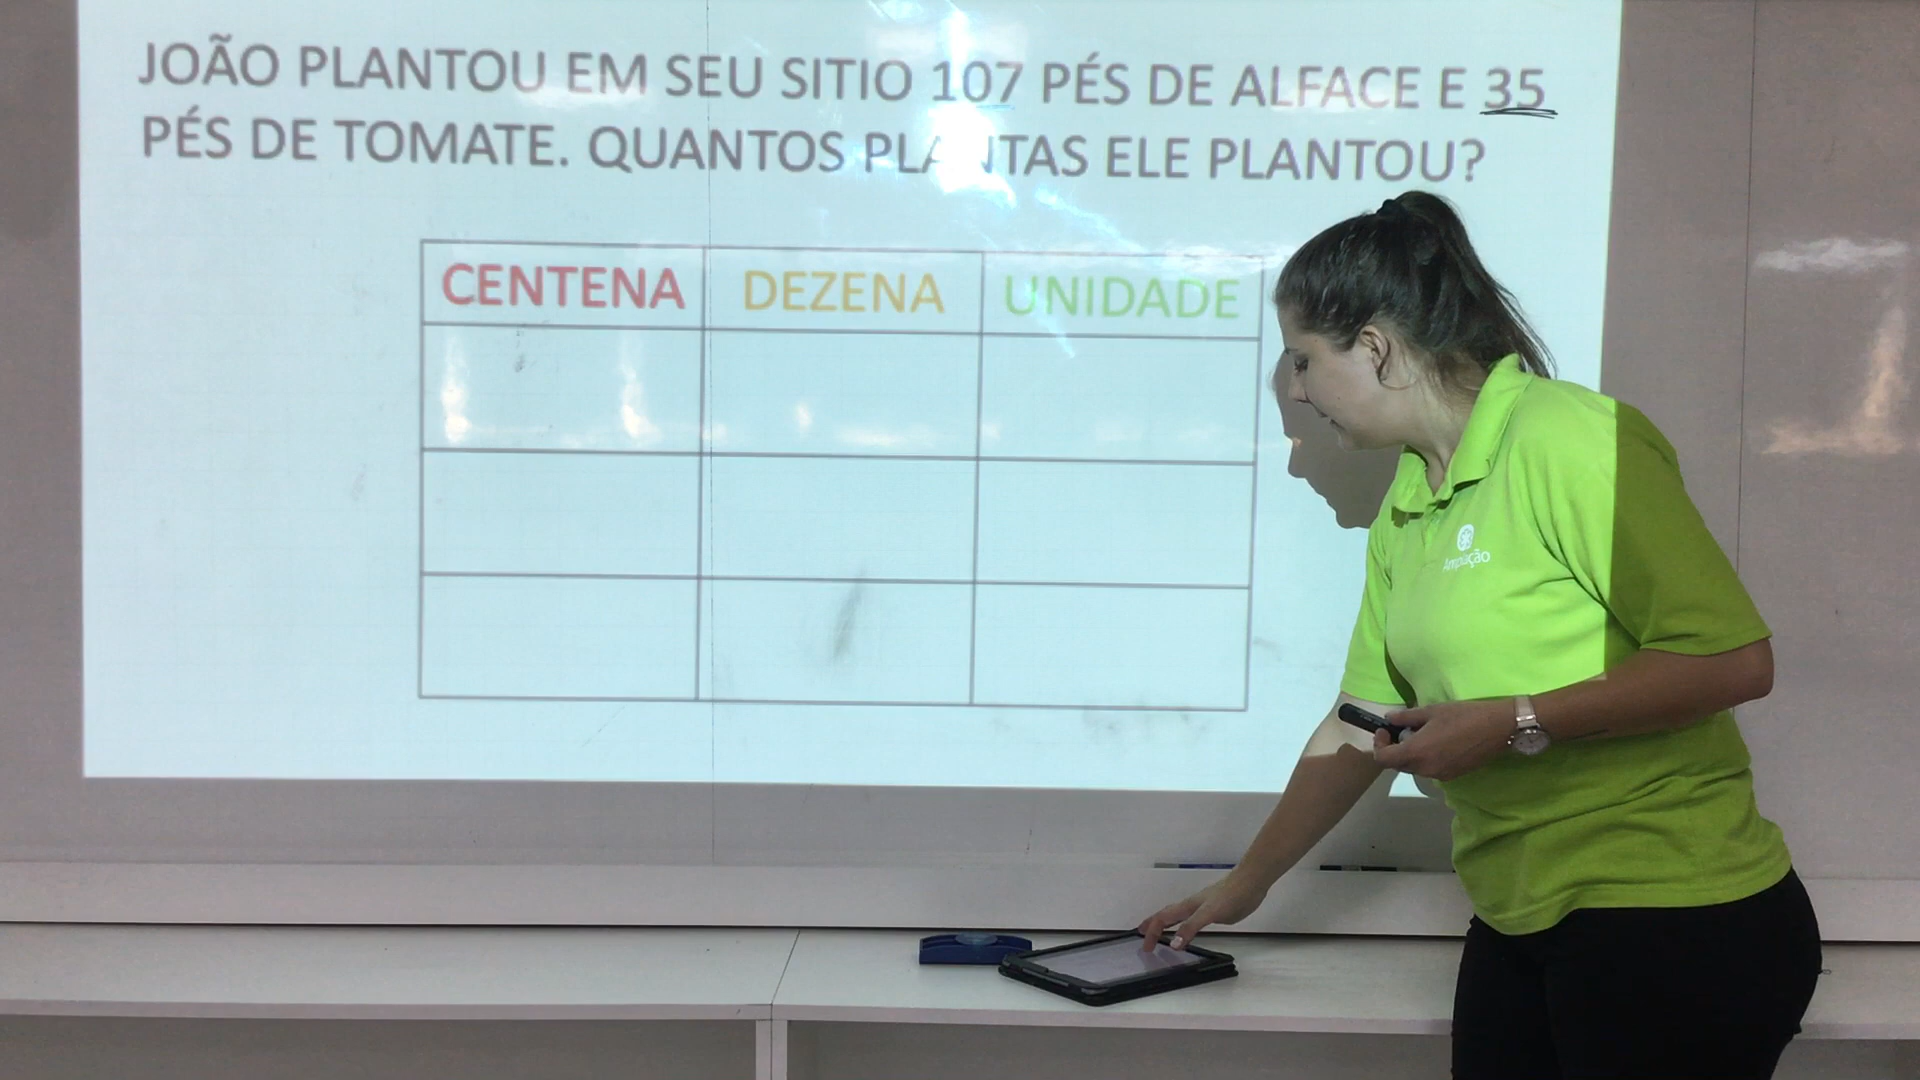 JOÃO PLANTOU EM SEU SITIO 107 PÉS DE ALFACE E 35
PÉS DE TOMATE. QUANTOS PLANTAS ELE PLANTOU?
CENTENA DEZENA UNIDADE